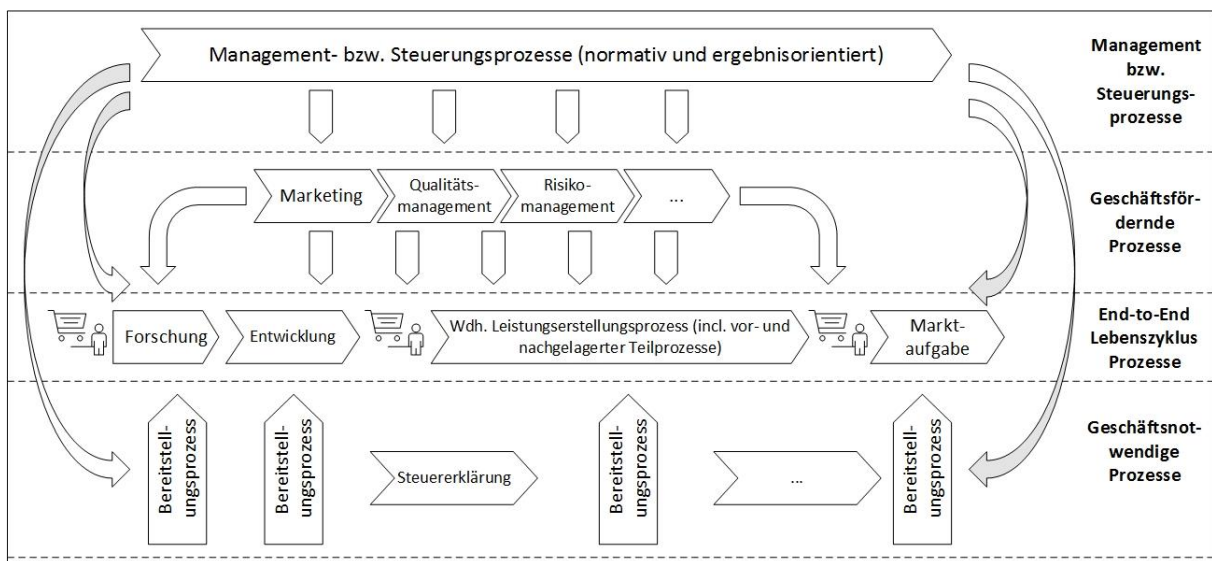 Management- bzw. Steuerungsprozesse (normativ und ergebnisorientiert)
Management
bzw.
Steuerungs-
prozesse
Marketing
Qualitäts-
management
Risiko-
management
...
Geschäftsför-
dernde
Prozesse
Forschung
Entwicklung
Wdh. Leistungserstellungsprozess (incl. vor- und
nachgelagerter Teilprozesse)
Markt-
aufgabe
End-to-End
Lebenszyklus
Prozesse
Bereitstell-
ungsprozess
Bereitstell-
ungsprozess
Steuererklärung
Bereitstell-
ungsprozess
...
Bereitstell-
ungsprozess
Geschäftsnot-
wendige
Prozesse